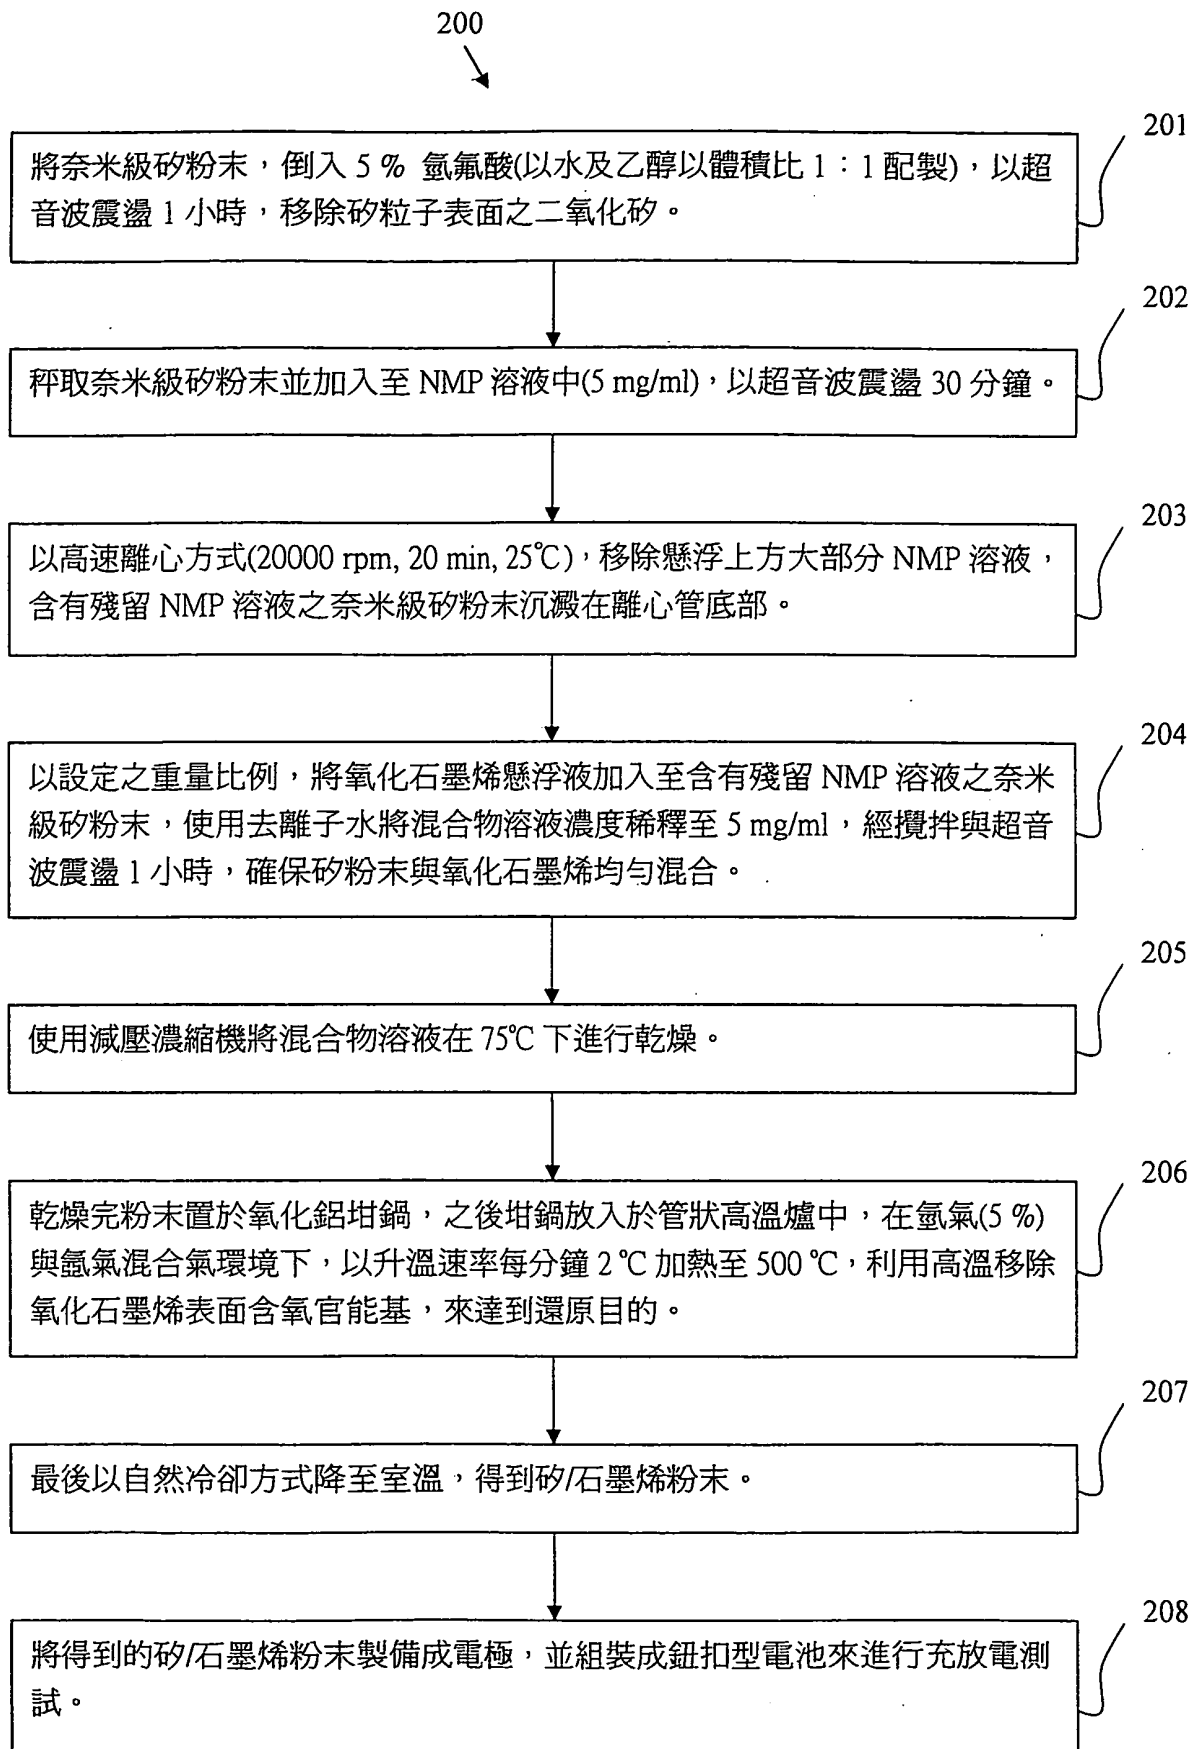 200
201
將奈米級矽粉末，倒入 5 % 氫氟酸(以水及乙醇以體積比 1：1 配製)，以超
音波震盪 1 小時，移除矽粒子表面之二氧化矽。
202
秤取奈米級矽粉末並加入至 NMP 溶液中(5 mg/ml)，以超音波震盪 30 分鐘。
203
以高速離心方式(20000 rpm, 20 min, 25℃)，移除懸浮上方大部分 NMP 溶液，
含有殘留 NMP 溶液之奈米級矽粉末沉澱在離心管底部。
204
以設定之重量比例，將氧化石墨烯懸浮液加入至含有殘留 NMP 溶液之奈米
級矽粉末，使用去離子水將混合物溶液濃度稀釋至 5 mg/ml，經攪拌與超音
波震盪 1 小時，確保矽粉末與氧化石墨烯均勻混合。
205
使用減壓濃縮機將混合物溶液在 75℃ 下進行乾燥。
206
乾燥完粉末置於氧化鋁坩鍋，之後坩鍋放入於管狀高溫爐中，在氫氣(5 %)
與氬氣混合氣環境下，以升溫速率每分鐘 2 ℃ 加熱至 500 ℃，利用高溫移除
氧化石墨烯表面含氧官能基，來達到還原目的。
207
最後以自然冷卻方式降至室溫，得到矽/石墨烯粉末。
208
將得到的矽/石墨烯粉末製備成電極，並組裝成鈕扣型電池來進行充放電測
試。